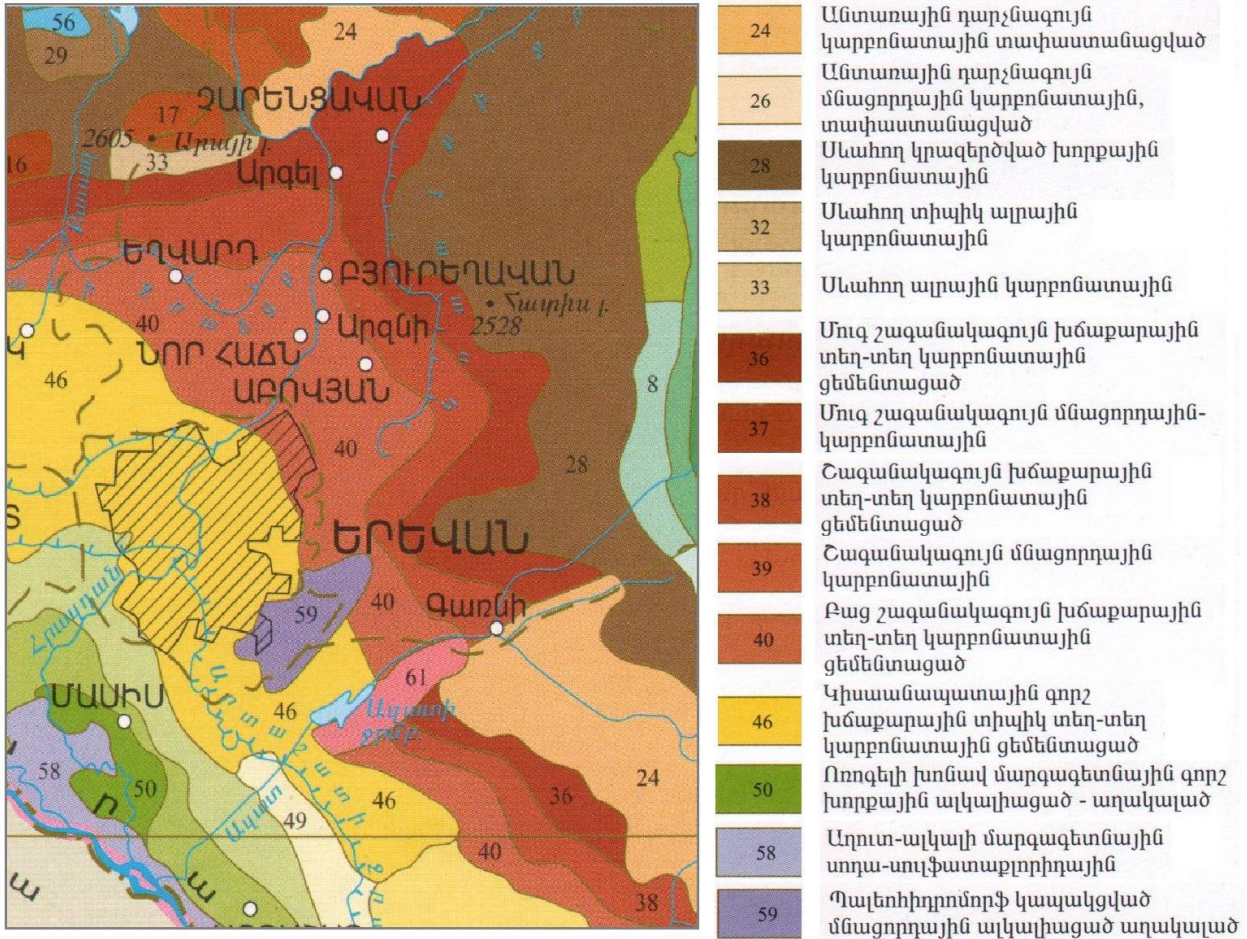 56
29
24
ՉԱՐԵՆՑԱՎԱՆ
17
2605 Արայի լ.
33
16
Արգել
Քասախ
ԵՂՎԱՐԴ
ԲՅՈՒՐԵՂԱՎԱՆ
Հատիս լ.
2528
40
Արզնի
ՆՈՐ ՀԱՃՆ
ԱԲՈՎՅԱՆ
46
8
40
28
ԵՐԵՎԱՆ
59
40
Գառնի
Հրազդան
61
ՄԱՍԻՍ
46
Ազատի
ջրմբ.
58
50
24
46
36
Ազատ
49
40
38
24
Անտառային դարչնագույն
կարբոնատային տափաստանացված
26
Անտառային դարչնագույն
մնացորդային կարբոնատային,
տափաստանացված
28
Սևահող կրազերծված խորքային
կարբոնատային
32
Սևահող տիպիկ ալրային
կարբոնատային
33
Սևահող ալրային կարբոնատային
36
Մուգ շագանակագույն խճաքարային
տեղ-տեղ կարբոնատային
ցեմենտացած
37
Մուգ շագանակագույն մնացորդային-
կարբոնատային
38
Շագանակագույն խճաքարային
տեղ-տեղ կարբոնատային
ցեմենտացած
39
Շագանակագույն մնացորդային
կարբոնատային
40
Բաց շագանակագույն խճաքարային
տեղ-տեղ կարբոնատային
ցեմենտացած
46
Կիսաանապատային գորշ
խճաքարային տիպիկ տեղ-տեղ
կարբոնատային ցեմենտացած
50
Ոռոգելի խոնավ մարգագետնային գորշ
խորքային ալկալիացած - աղակալած
58
Աղուտ-ալկալի մարգագետնային
սոդա-սուլֆատաքլորիդային
59
Պալեոհիդրոմորֆ կապակցված
մնացորդային ալկալիացած աղակալած